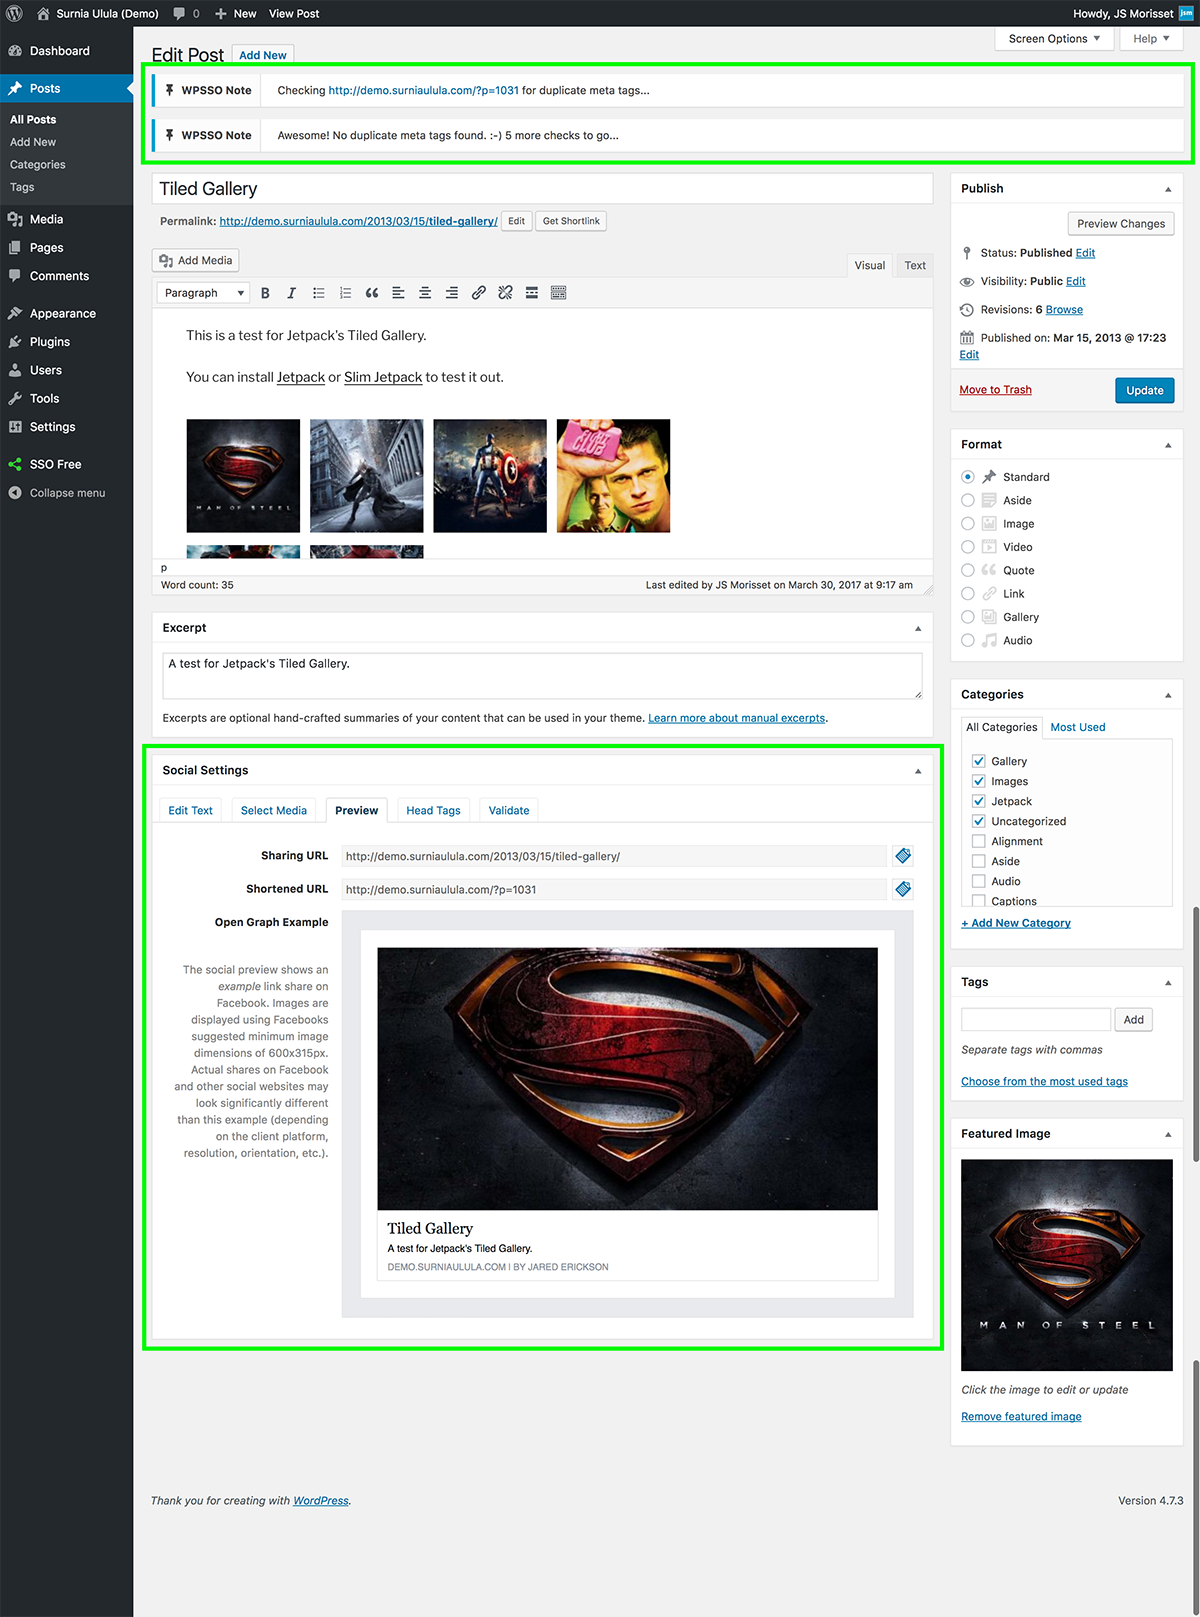 Surnia Ulula (Demo) 0 + New View Post Howdy, JS Morisset jsm
Dashboard
Posts
All Posts
Add New
Categories
Tags
Media
Pages
Comments
Appearance
Plugins
Users
Tools
Settings
SSO Free
Collapse menu
Screen Options Help
Edit Post Add New
WPSSO Note Checking http://demo.surniaulula.com/?p=1031 for duplicate meta tags...
WPSSO Note Awesome! No duplicate meta tags found. :-) 5 more checks to go...
Tiled Gallery
Permalink: http://demo.surniaulula.com/2013/03/15/tiled-gallery/ Edit Get Shortlink
Add Media
Visual Text
Paragraph B I
This is a test for Jetpack's Tiled Gallery.
You can install Jetpack or Slim Jetpack to test it out.
MAN OF STEEL
CLUB
p
Word count: 35 Last edited by JS Morisset on March 30, 2017 at 9:17 am
Excerpt
A test for Jetpack's Tiled Gallery.
Excerpts are optional hand-crafted summaries of your content that can be used in your theme. Learn more about manual excerpts.
Social Settings
Edit Text Select Media Preview Head Tags Validate
Sharing URL http://demo.surniaulula.com/2013/03/15/tiled-gallery/
Shortened URL http://demo.surniaulula.com/?p=1031
Open Graph Example
The social preview shows an
example link share on
Facebook. Images are
displayed using Facebooks
suggested minimum image
dimensions of 600x315px.
Actual shares on Facebook
and other social websites may
look significantly different
than this example (depending
on the client platform,
resolution, orientation, etc.).
Tiled Gallery
A test for Jetpack's Tiled Gallery.
DEMO.SURNIAULULA.COM | BY JARED ERICKSON
Publish
Preview Changes
Status: Published Edit
Visibility: Public Edit
Revisions: 6 Browse
Published on: Mar 15, 2013 @ 17:23
Edit
Move to Trash Update
Format
Standard
Aside
Image
Video
Quote
Link
Gallery
Audio
Categories
All Categories Most Used
Gallery
Images
Jetpack
Uncategorized
Alignment
Aside
Audio
Captions
+ Add New Category
Tags
Add
Separate tags with commas
Choose from the most used tags
Featured Image
MAN OF STEEL
Click the image to edit or update
Remove featured image
Thank you for creating with WordPress. Version 4.7.3